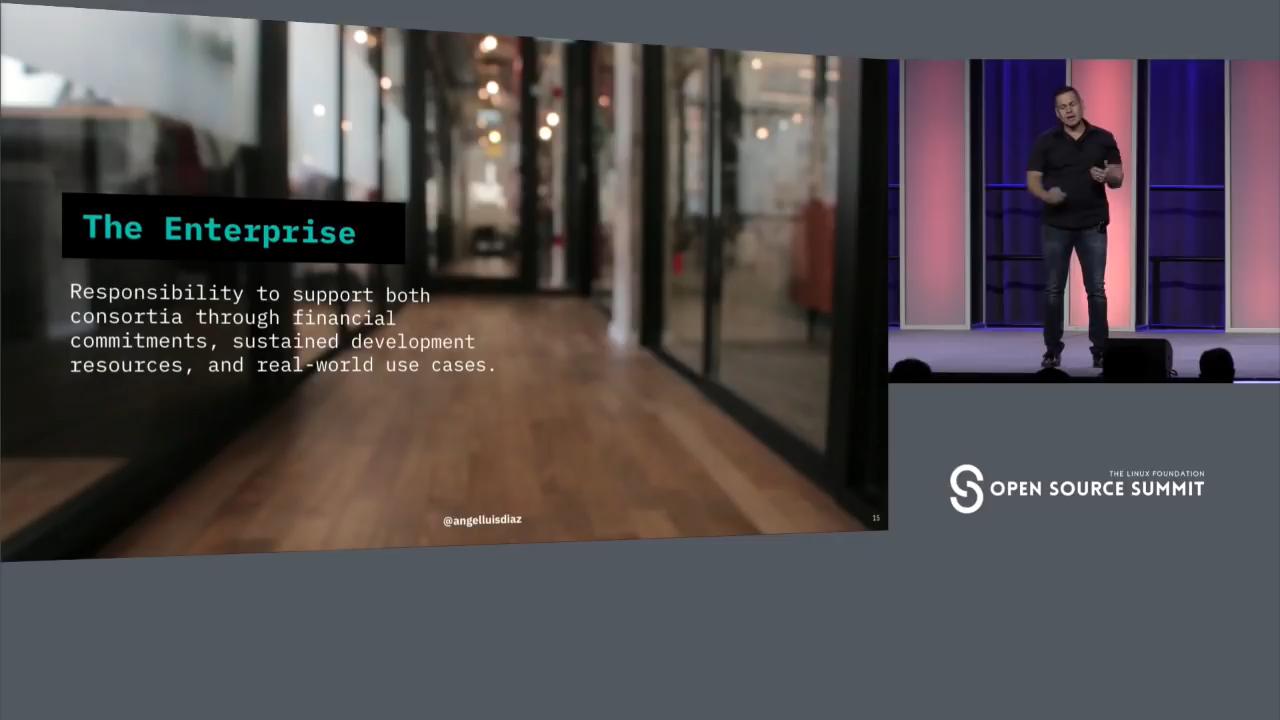 The Enterprise
Responsibility to support both
consortia through financial
commitments, sustained development
resources, and real-world use cases.
@angelluisdiaz
15
THE LINUX FOUNDATION
OPEN SOURCE SUMMIT